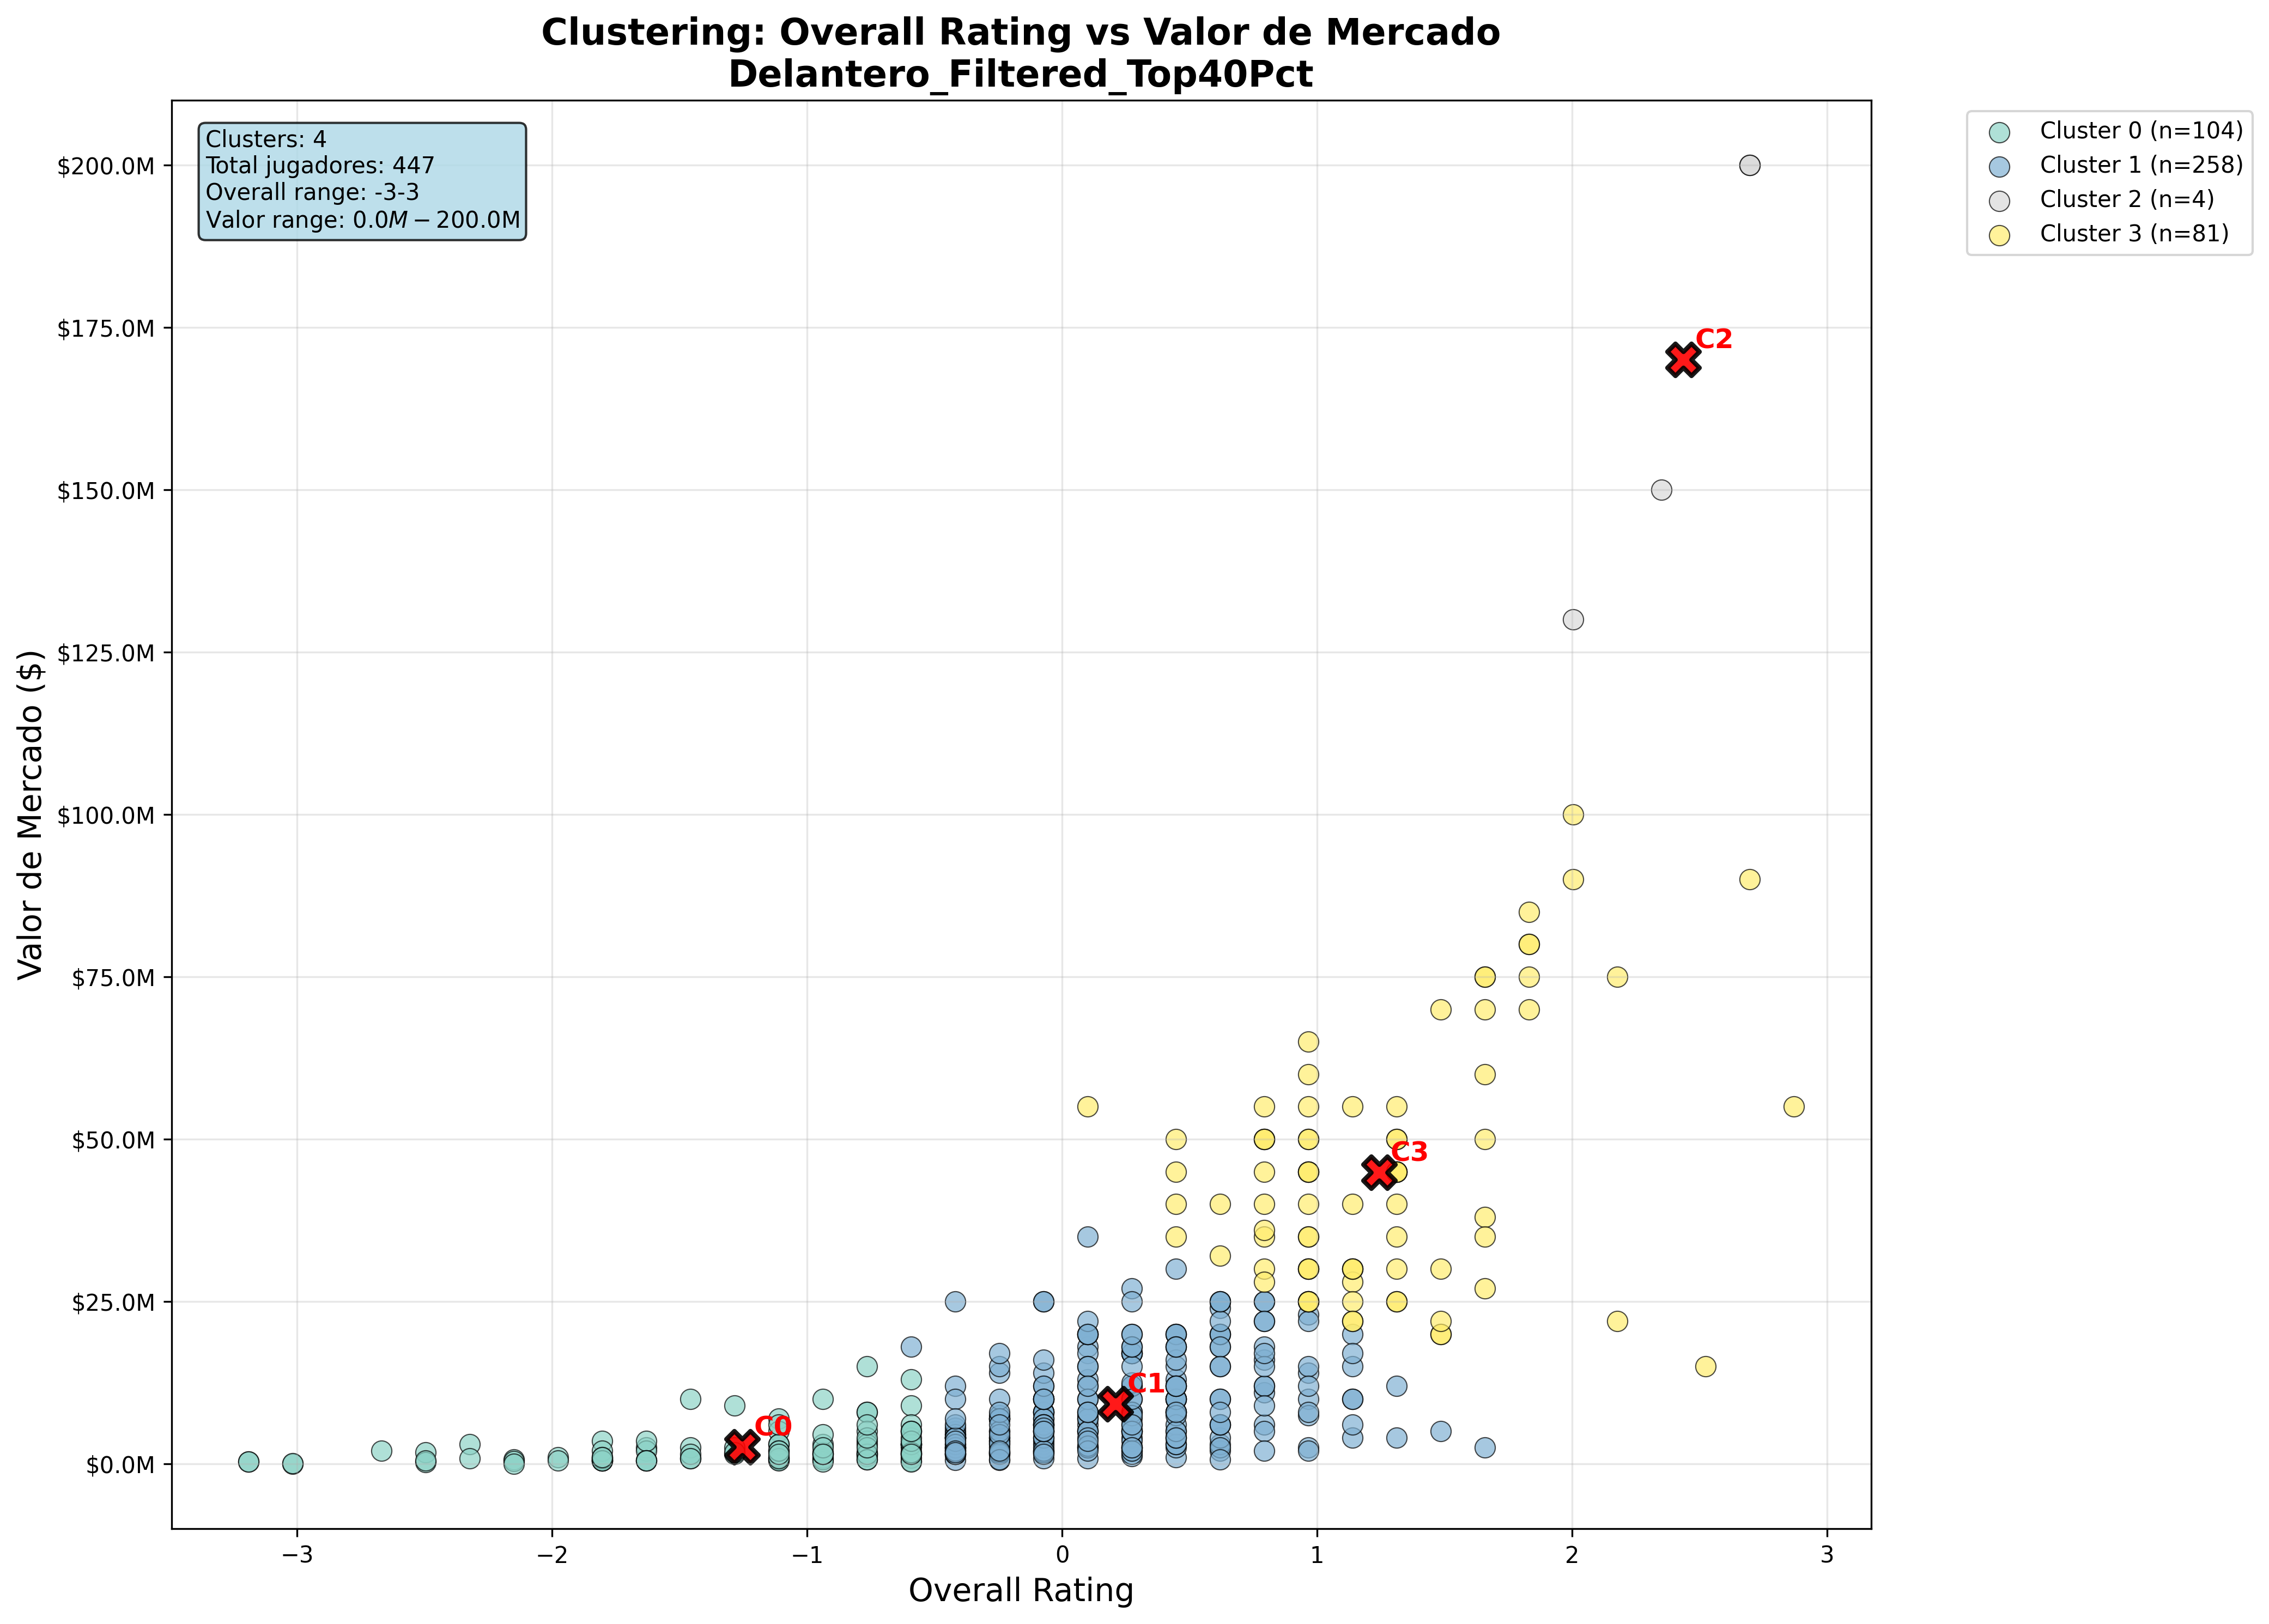 Clustering: Overall Rating vs Valor de Mercado
Delantero_Filtered_Top40Pct
Clusters: 4
Total jugadores: 447
Overall range: -3-3
Valor range: 0.0M − 200.0M
Cluster 0 (n=104)
Cluster 1 (n=258)
Cluster 2 (n=4)
Cluster 3 (n=81)
Valor de Mercado ($)
$200.0M
$175.0M
$150.0M
$125.0M
$100.0M
$75.0M
$50.0M
$25.0M
$0.0M
C2
C3
C1
C0
−3 −2 −1 0 1 2 3
Overall Rating